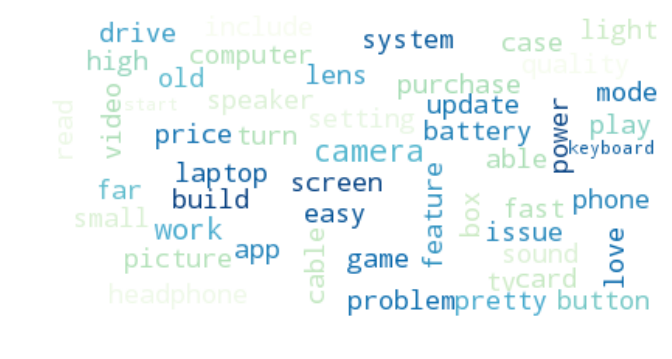 drive
include
system
case
light
high
computer
quality
old
lens
purchase
mode
read
video
start
speaker
setting
update
battery
power
play
price
turn
camera
able
keyboard
laptop
screen
far
build
easy
feature
box
fast
phone
small
work
issue
love
picture
app
cable
game
sound
tv
card
headphone
problem
pretty
button